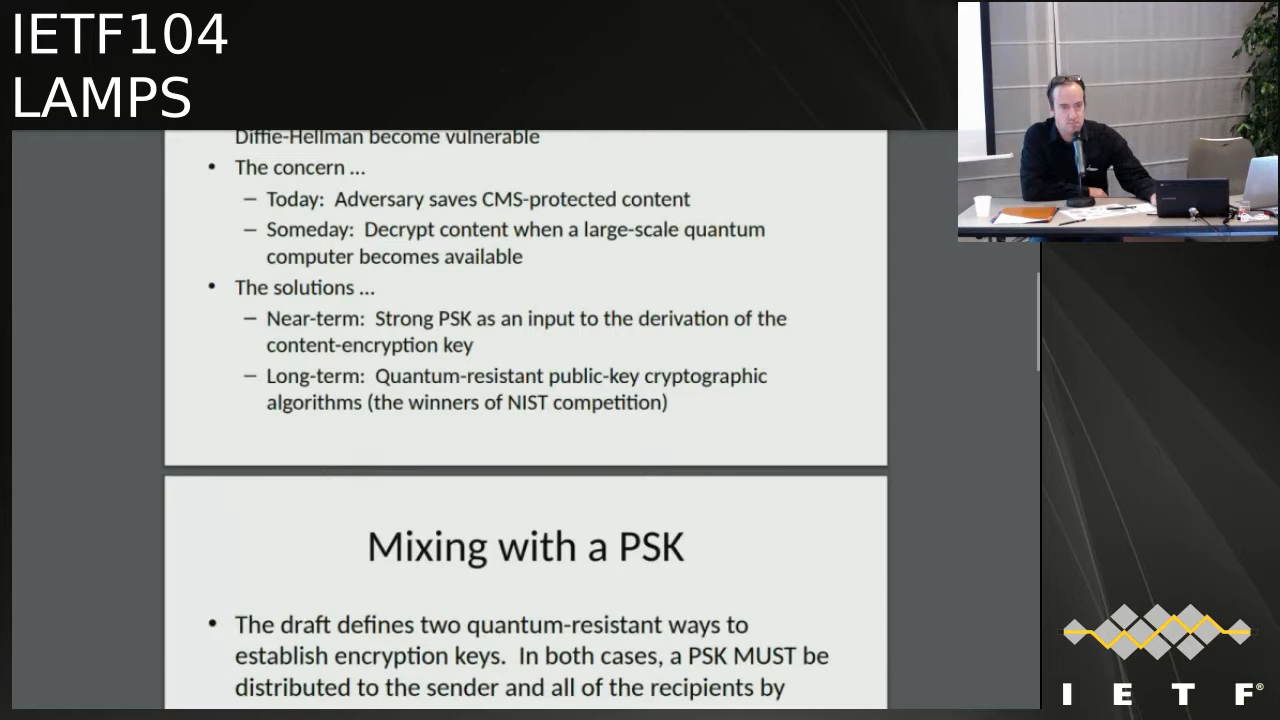 IETF104
LAMPS
Diffie-Hellman become vulnerable
• The concern …
– Today: Adversary saves CMS-protected content
– Someday: Decrypt content when a large-scale quantum
computer becomes available
• The solutions …
– Near-term: Strong PSK as an input to the derivation of the
content-encryption key
– Long-term: Quantum-resistant public-key cryptographic
algorithms (the winners of NIST competition)
Mixing with a PSK
• The draft defines two quantum-resistant ways to
establish encryption keys. In both cases, a PSK MUST be
distributed to the sender and all of the recipients by
I E T F®